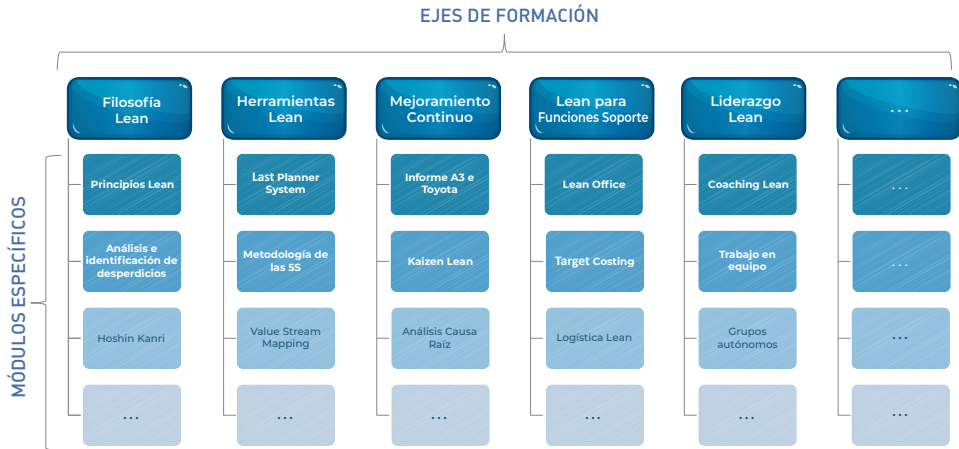 EJES DE FORMACIÓN
MÓDULOS ESPECÍFICOS
Filosofía
Lean
Principios Lean
Análisis e
identificación de
desperdicios
Hoshin Kanri
...
Herramientas
Lean
Last Planner
System
Metodología de
las 5S
Value Stream
Mapping
...
Mejoramiento
Continuo
Informe A3 e
Toyota
Kaizen Lean
Análisis Causa
Raíz
...
Lean para
Funciones Soporte
Lean Office
Target Costing
Logística Lean
...
Liderazgo
Lean
Coaching Lean
Trabajo en
equipo
Grupos
autónomos
...
...
...
...
...
...